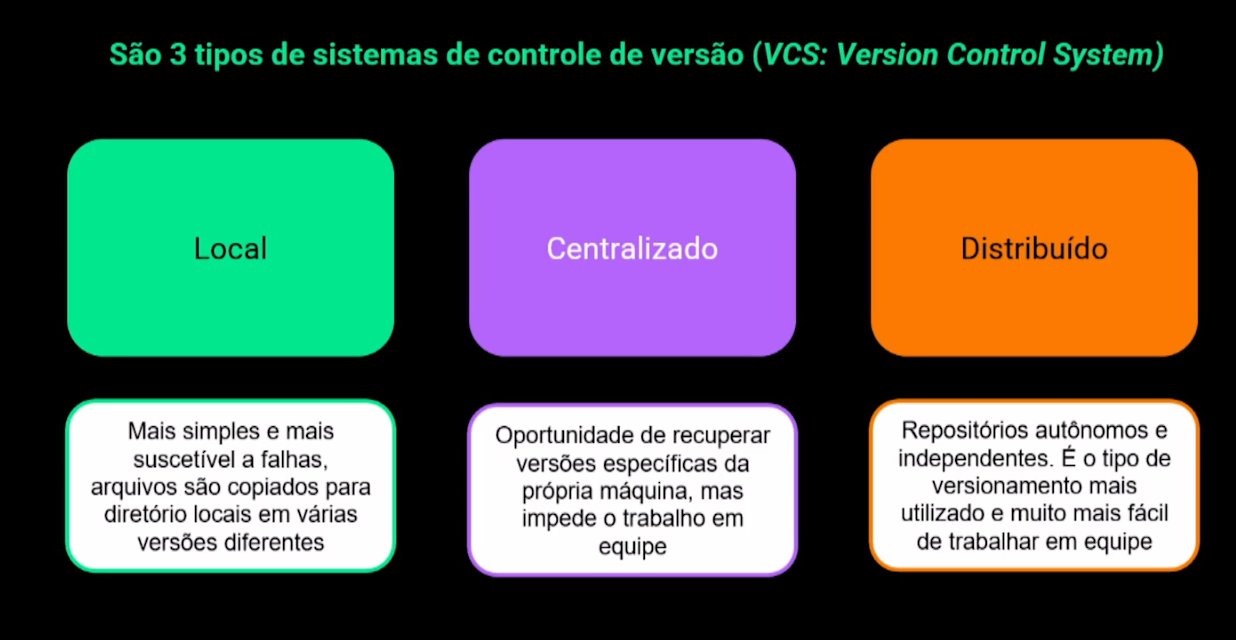 São 3 tipos de sistemas de controle de versão (VCS: Version Control System)
Local
Centralizado
Distribuído
Mais simples e mais
suscetível a falhas,
arquivos são copiados para
diretório locais em várias
versões diferentes
Oportunidade de recuperar
versões específicas da
própria máquina, mas
impede o trabalho em
equipe
Repositórios autônomos e
independentes. É o tipo de
versionamento mais
utilizado e muito mais fácil
de trabalhar em equipe